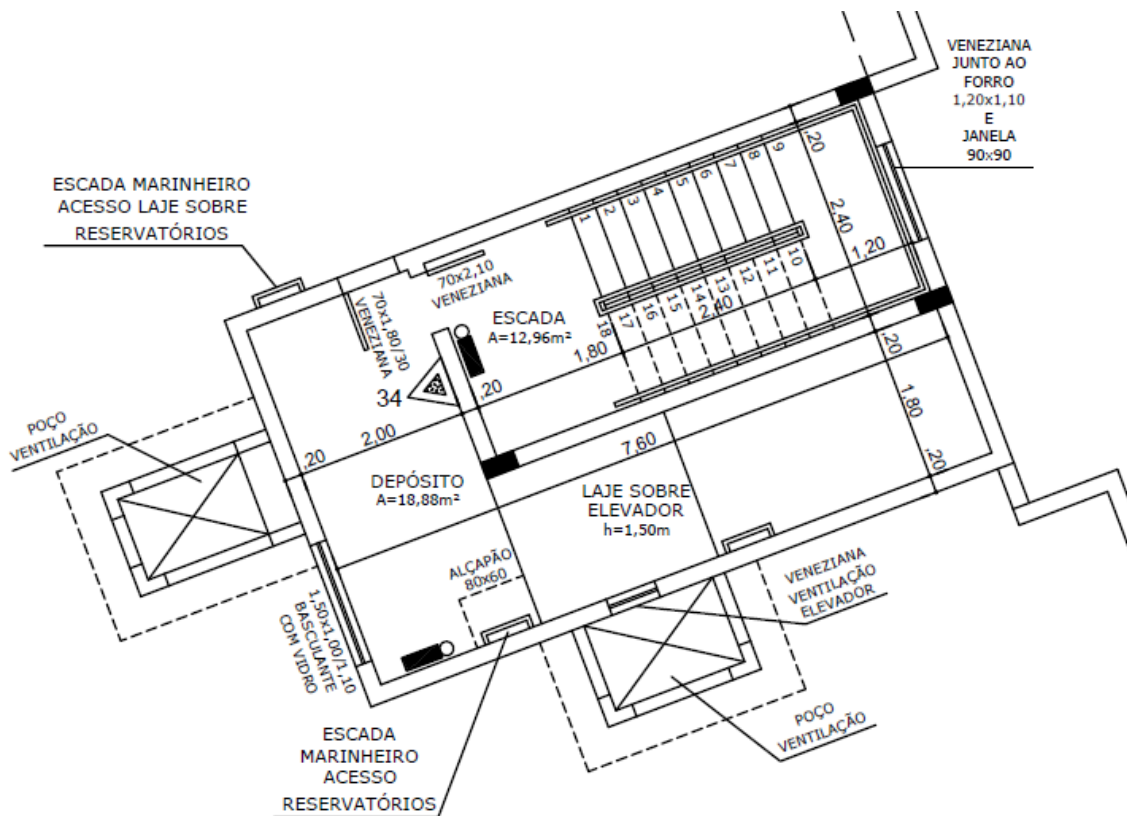 VENEZIANA
JUNTO AO
FORRO
1,20x1,10
E
JANELA
90x90
ESCADA MARINHEIRO
ACESSO LAJE SOBRE
RESERVATÓRIOS
70x2,10
VENEZIANA
70x1,80/30
VENEZIANA
1
2
3
4
5
6
7
8
9
10
11
12
13
14
15
16
17
18
,20
2,40
1,20
2,40
1,80
,20
ESCADA
A=12,96m²
34
2,00
,20
,20
1,80
,20
7,60
POÇO
VENTILAÇÃO
DEPÓSITO
A=18,88m²
LAJE SOBRE
ELEVADOR
h=1,50m
ALÇAPÃO
80x60
1,50x1,00/1,10
BASCULANTE
COM VIDRO
VENEZIANA
VENTILAÇÃO
ELEVADOR
POÇO
VENTILAÇÃO
ESCADA
MARINHEIRO
ACESSO
RESERVATÓRIOS